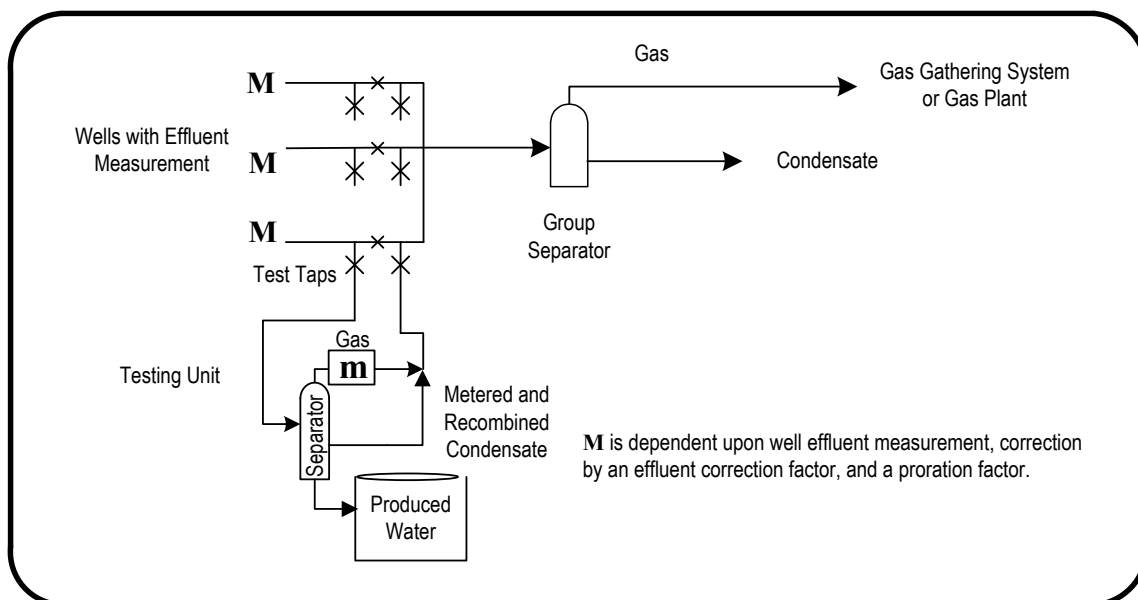 Gas
Gas Gathering System
or Gas Plant
M
Wells with Effluent
Measurement
M
Condensate
M
Group
Separator
Test Taps
Gas
m
Testing Unit
Separator
Metered and
Recombined
Condensate
M is dependent upon well effluent measurement, correction
by an effluent correction factor, and a proration factor.
Produced
Water